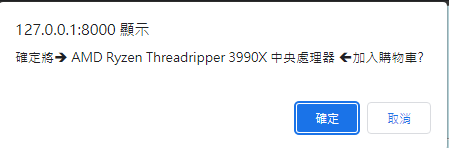 127.0.0.1:8000 顯示
確定將🡺 AMD Ryzen Threadripper 3990X 中央處理器 🡸加入購物車?
確定 取消